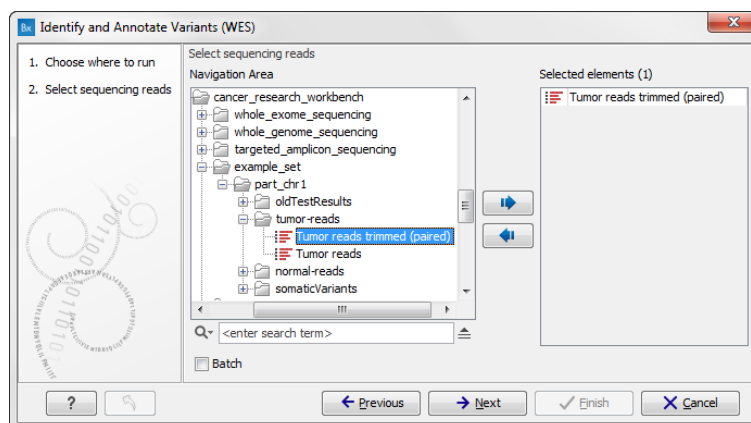 Bx Identify and Annotate Variants (WES)
1. Choose where to run
2. Select sequencing reads
Select sequencing reads
Navigation Area
cancer_research_workbench
whole_exome_sequencing
whole_genome_sequencing
targeted_amplicon_sequencing
example_set
part_chr1
oldTestResults
tumor-reads
Tumor reads trimmed (paired)
Tumor reads
normal-reads
somaticVariants
<enter search term>
Batch
Selected elements (1)
Tumor reads trimmed (paired)
? Previous Next Finish Cancel